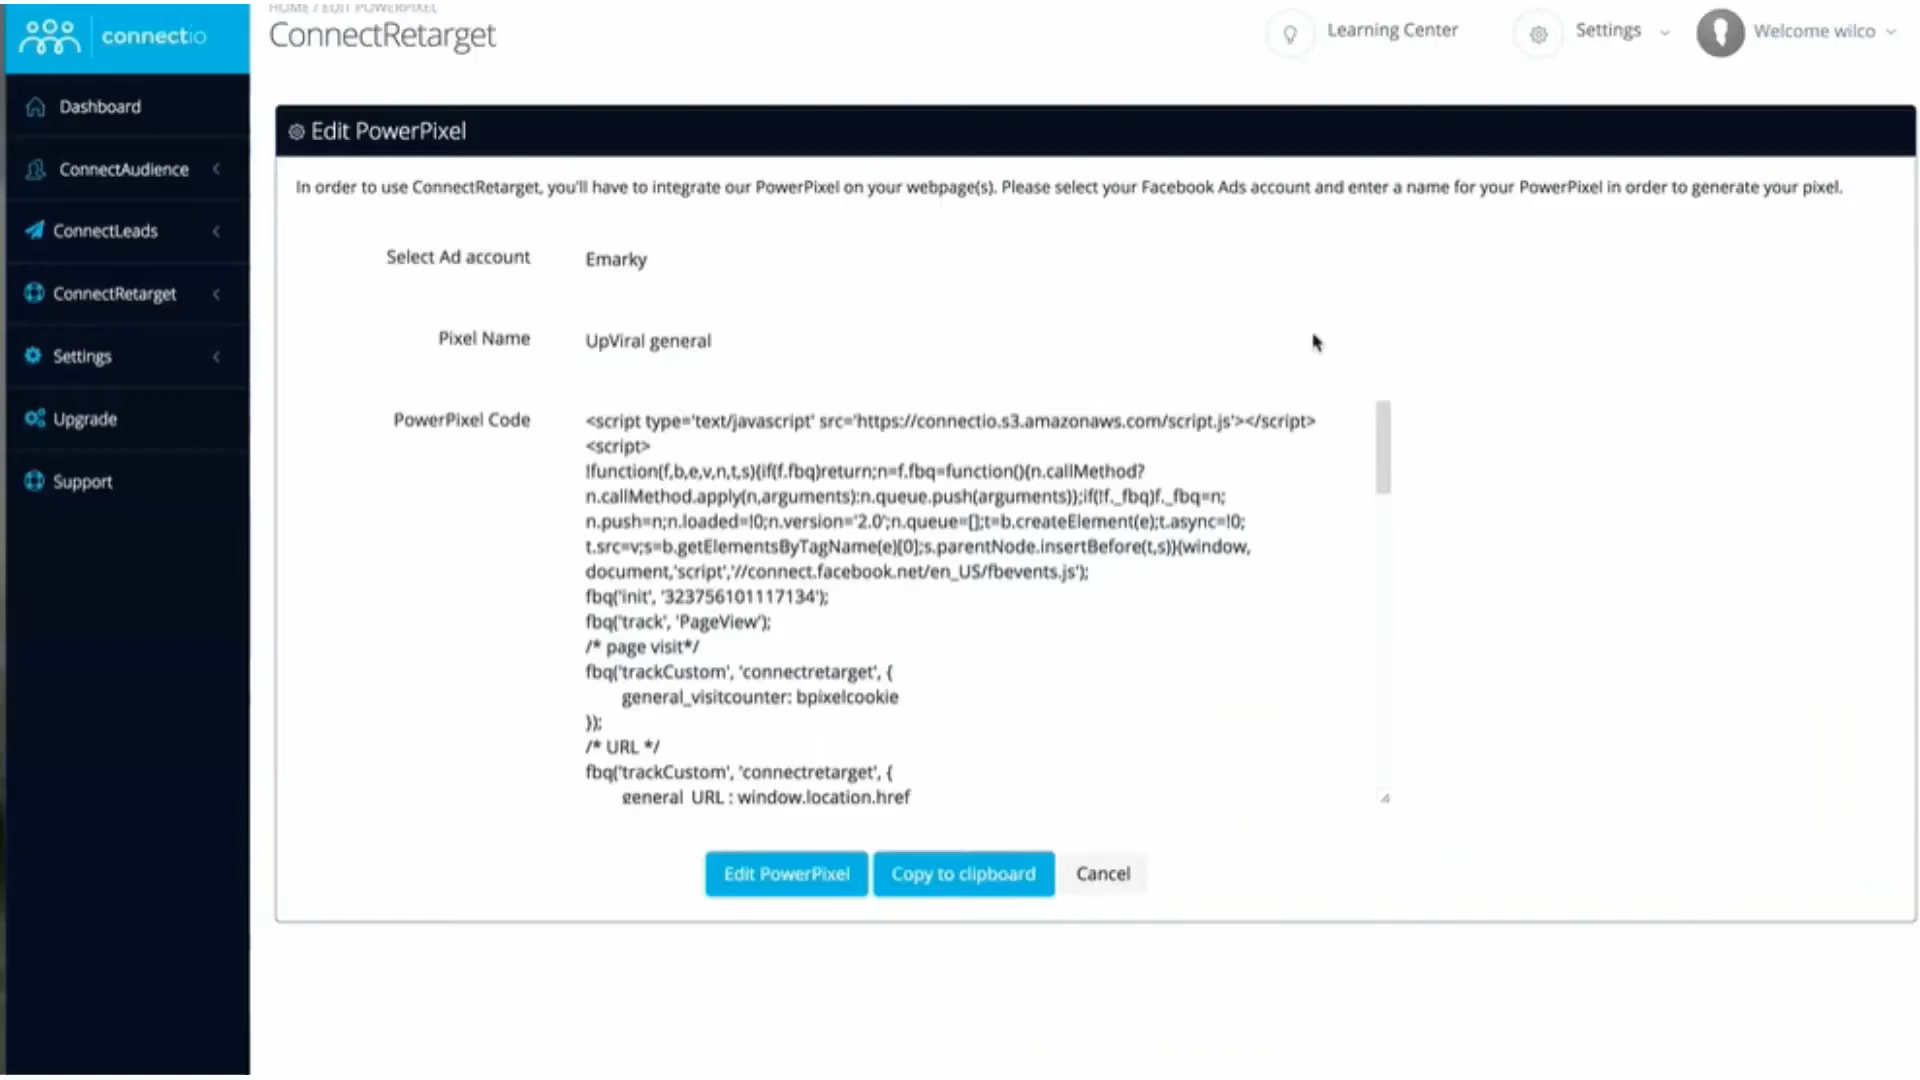 HOME / EDIT POWERPIXEL
connectio
ConnectRetarget
Learning Center
Settings
Welcome wilco
Dashboard
ConnectAudience
ConnectLeads
ConnectRetarget
Settings
Upgrade
Support
Edit PowerPixel
In order to use ConnectRetarget, you'll have to integrate our PowerPixel on your webpage(s). Please select your Facebook Ads account and enter a name for your PowerPixel in order to generate your pixel.
Select Ad account
Emarky
Pixel Name
UpViral general
PowerPixel Code
<script type='text/javascript' src='https://connectio.s3.amazonaws.com/script.js'></script>
<script>
!function(f,b,e,v,n,t,s){if(f.fbq)return;n=f.fbq=function(){n.callMethod?
n.callMethod.apply(n,arguments):n.queue.push(arguments)};if(!f._fbq)f._fbq=n;
n.push=n;n.loaded=!0;n.version='2.0';n.queue=[];t=b.createElement(e);t.async=!0;
t.src=v;s=b.getElementsByTagName(e)[0];s.parentNode.insertBefore(t,s)}(window,
document,'script','//connect.facebook.net/en_US/fbevents.js');
fbq('init', '323756101117134');
fbq('track', 'PageView');
/* page visit*/
fbq('trackCustom', 'connectretarget', {
general_visitcounter: bpixelcookie
});
/* URL */
fbq('trackCustom', 'connectretarget', {
general_URL : window.location.href
Edit PowerPixel
Copy to clipboard
Cancel